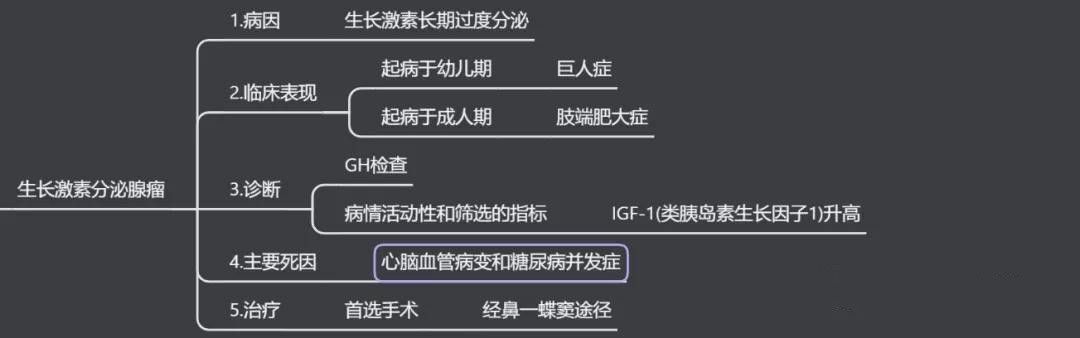 1.病因 生长激素长期过度分泌
起病于幼儿期 巨人症
2.临床表现
起病于成人期 肢端肥大症
GH检查
生长激素分泌腺瘤 3.诊断
病情活动性和筛选的指标 IGF-1(类胰岛素生长因子1)升高
4.主要死因 心脑血管病变和糖尿病并发症
5.治疗 首选手术 经鼻一蝶窦途径